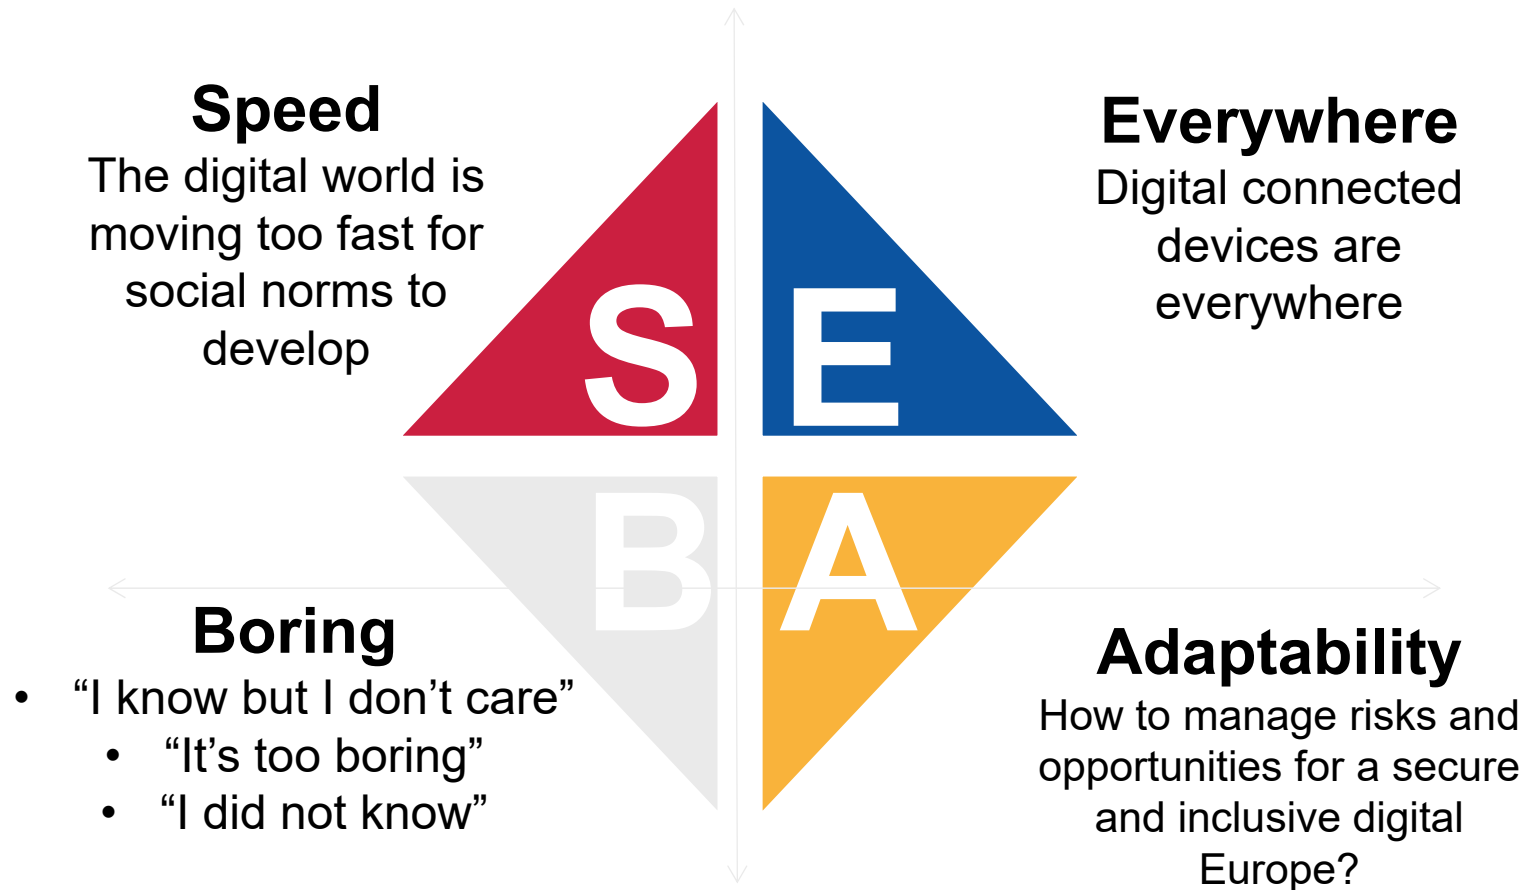 Speed
The digital world is
moving too fast for
social norms to
develop
S
E
Everywhere
Digital connected
devices are
everywhere
B
A
Boring
• “I know but I don’t care”
• “It’s too boring”
• “I did not know”
Adaptability
How to manage risks and
opportunities for a secure
and inclusive digital
Europe?